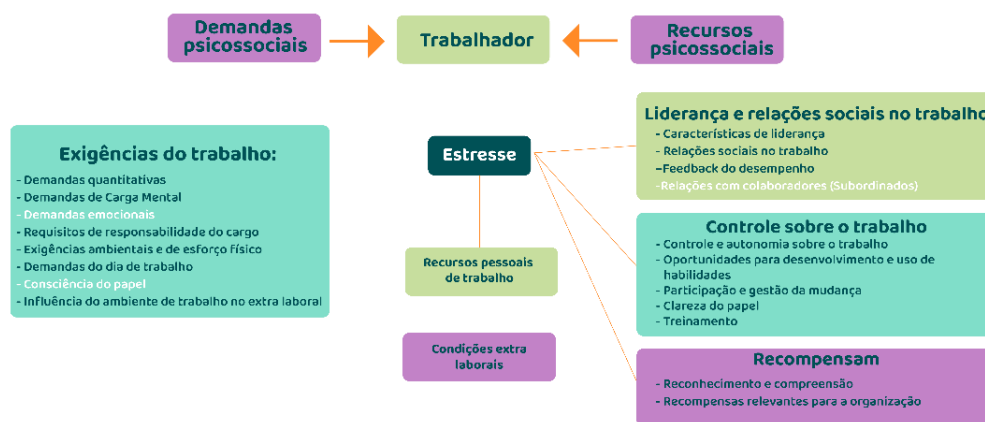 Demandas
psicossociais
Trabalhador
Recursos
psicossociais
Exigências do trabalho:
- Demandas quantitativas
- Demandas de Carga Mental
- Demandas emocionais
- Requisitos de responsabilidade do cargo
- Exigências ambientais e de esforço físico
- Demandas do dia de trabalho
- Consciência do papel
- Influência do ambiente de trabalho no extra laboral
Estresse
Recursos pessoais
de trabalho
Condições extra
laborais
Liderança e relações sociais no trabalho
- Características de liderança
- Relações sociais no trabalho
-Feedback do desempenho
-Relações com colaboradores (Subordinados)
Controle sobre o trabalho
- Controle e autonomia sobre o trabalho
- Oportunidades para desenvolvimento e uso de
habilidades
- Participação e gestão da mudança
- Clareza do papel
- Treinamento
Recompensam
- Reconhecimento e compreensão
- Recompensas relevantes para a organização